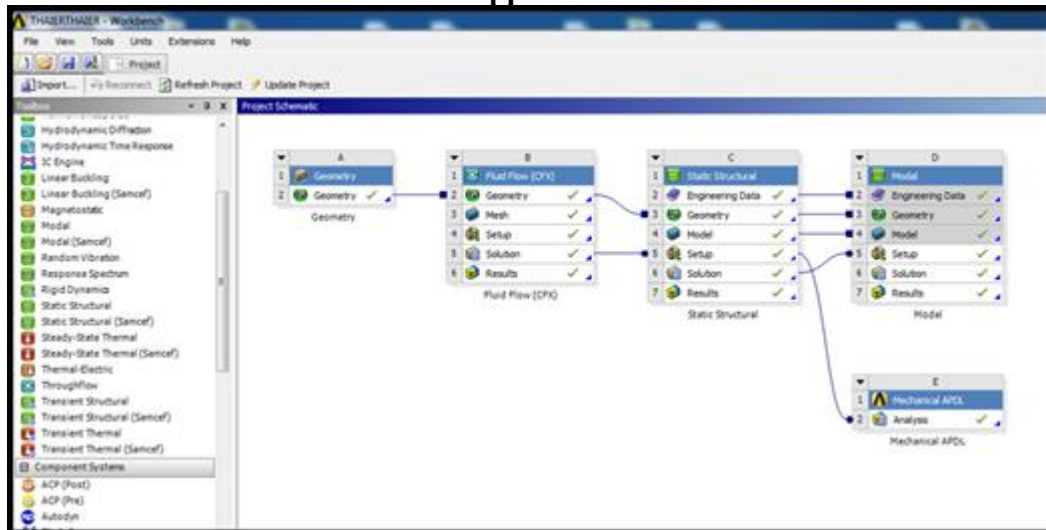 THAIERTHAIER - Workbench
File View Tools Units Extensions Help
Project
Import... Reconnect Refresh Project Update Project
Toolbox
Project Schematic
Hydrodynamic Diffraction
Hydrodynamic Time Response
IC Engine
Linear Buckling
Linear Buckling (Samcef)
Magnetostatic
Modal
Modal (Samcef)
Random Vibration
Response Spectrum
Rigid Dynamics
Static Structural
Static Structural (Samcef)
Steady-State Thermal
Steady-State Thermal (Samcef)
Thermal-Electric
Throughflow
Transient Structural
Transient Structural (Samcef)
Transient Thermal
Transient Thermal (Samcef)
Component Systems
ACP (Post)
ACP (Pre)
Autodyn
A
1 Geometry
2 Geometry
Geometry
B
1 Fluid Flow (CFX)
2 Geometry
3 Mesh
4 Setup
5 Solution
6 Results
Fluid Flow (CFX)
C
1 Static Structural
2 Engineering Data
3 Geometry
4 Model
5 Setup
6 Solution
7 Results
Static Structural
D
1 Modal
2 Engineering Data
3 Geometry
4 Model
5 Setup
6 Solution
7 Results
Modal
E
1 Mechanical APDL
2 Analysis
Mechanical APDL